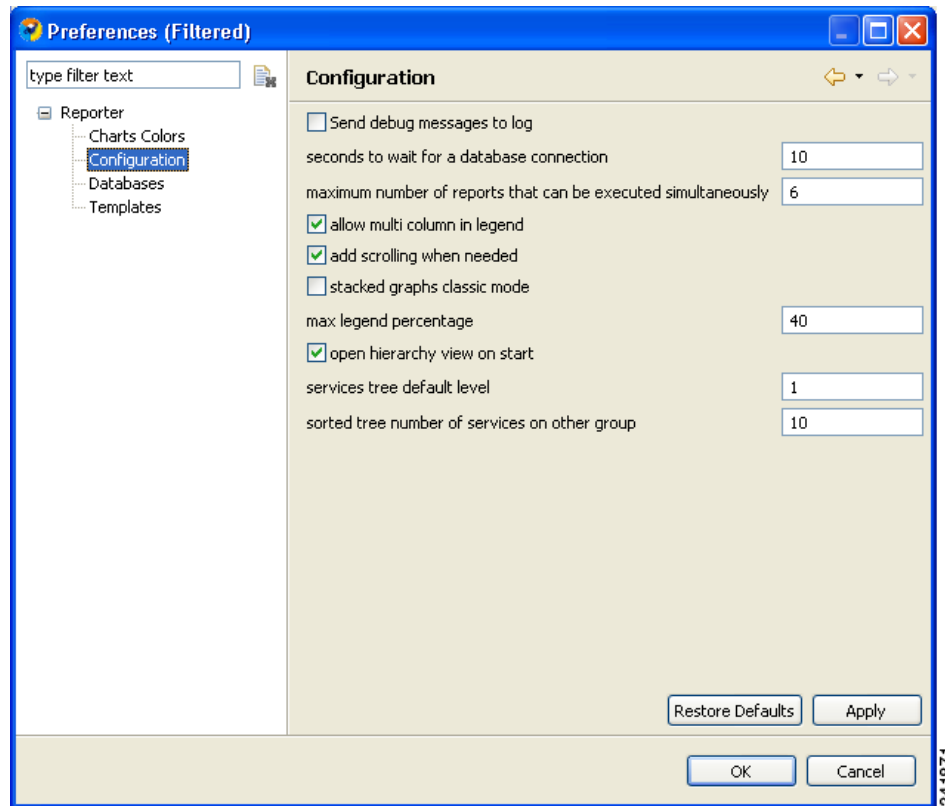 Preferences (Filtered)
type filter text
Reporter
Charts Colors
Configuration
Databases
Templates
Configuration
Send debug messages to log
seconds to wait for a database connection 10
maximum number of reports that can be executed simultaneously 6
allow multi column in legend
add scrolling when needed
stacked graphs classic mode
max legend percentage 40
open hierarchy view on start
services tree default level 1
sorted tree number of services on other group 10
Restore Defaults Apply
OK Cancel